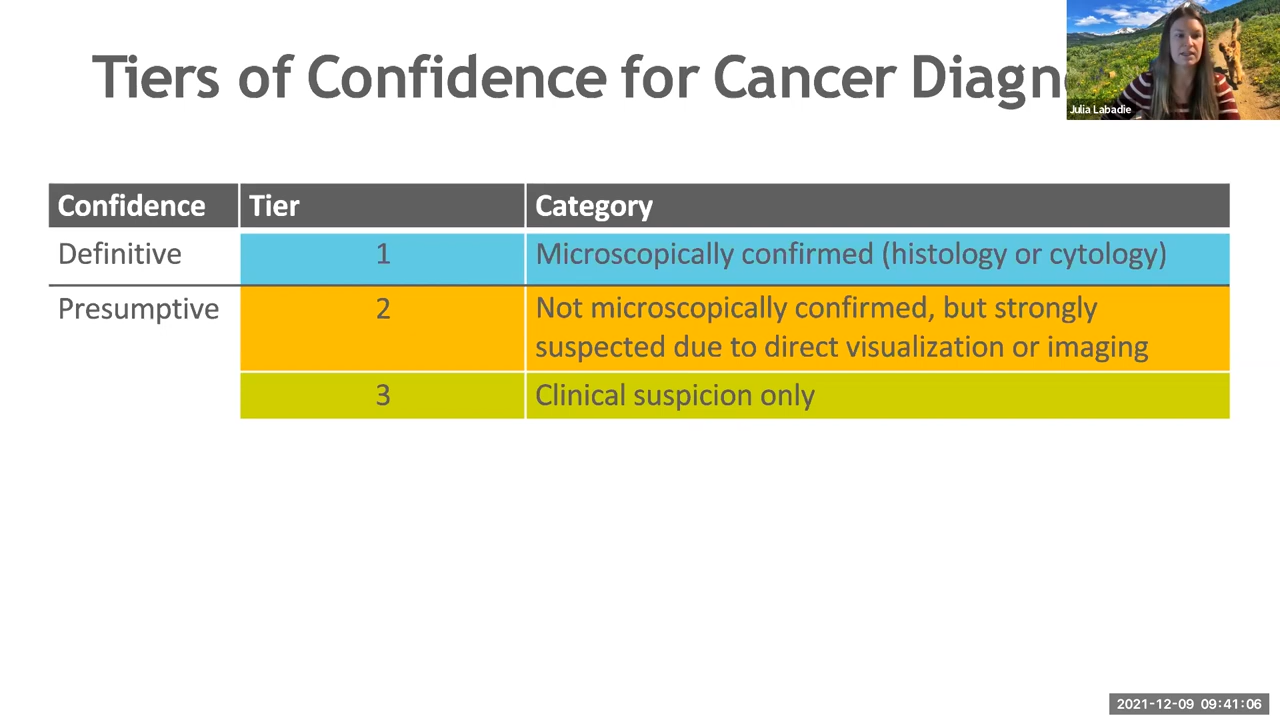 Tiers of Confidence for Cancer
Julia Labadie
Confidence Tier Category
Definitive 1 Microscopically confirmed (histology or cytology)
Presumptive 2 Not microscopically confirmed, but strongly
suspected due to direct visualization or imaging
3 Clinical suspicion only
2021-12-09 09:41:06